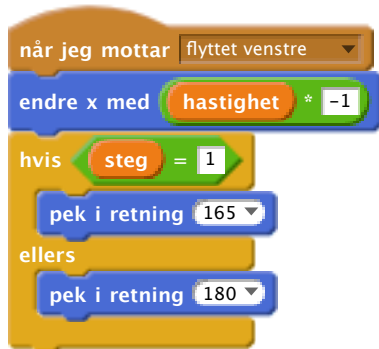 når jeg mottar flyttet venstre
endre x med hastighet * -1
hvis steg = 1
pek i retning 165
ellers
pek i retning 180